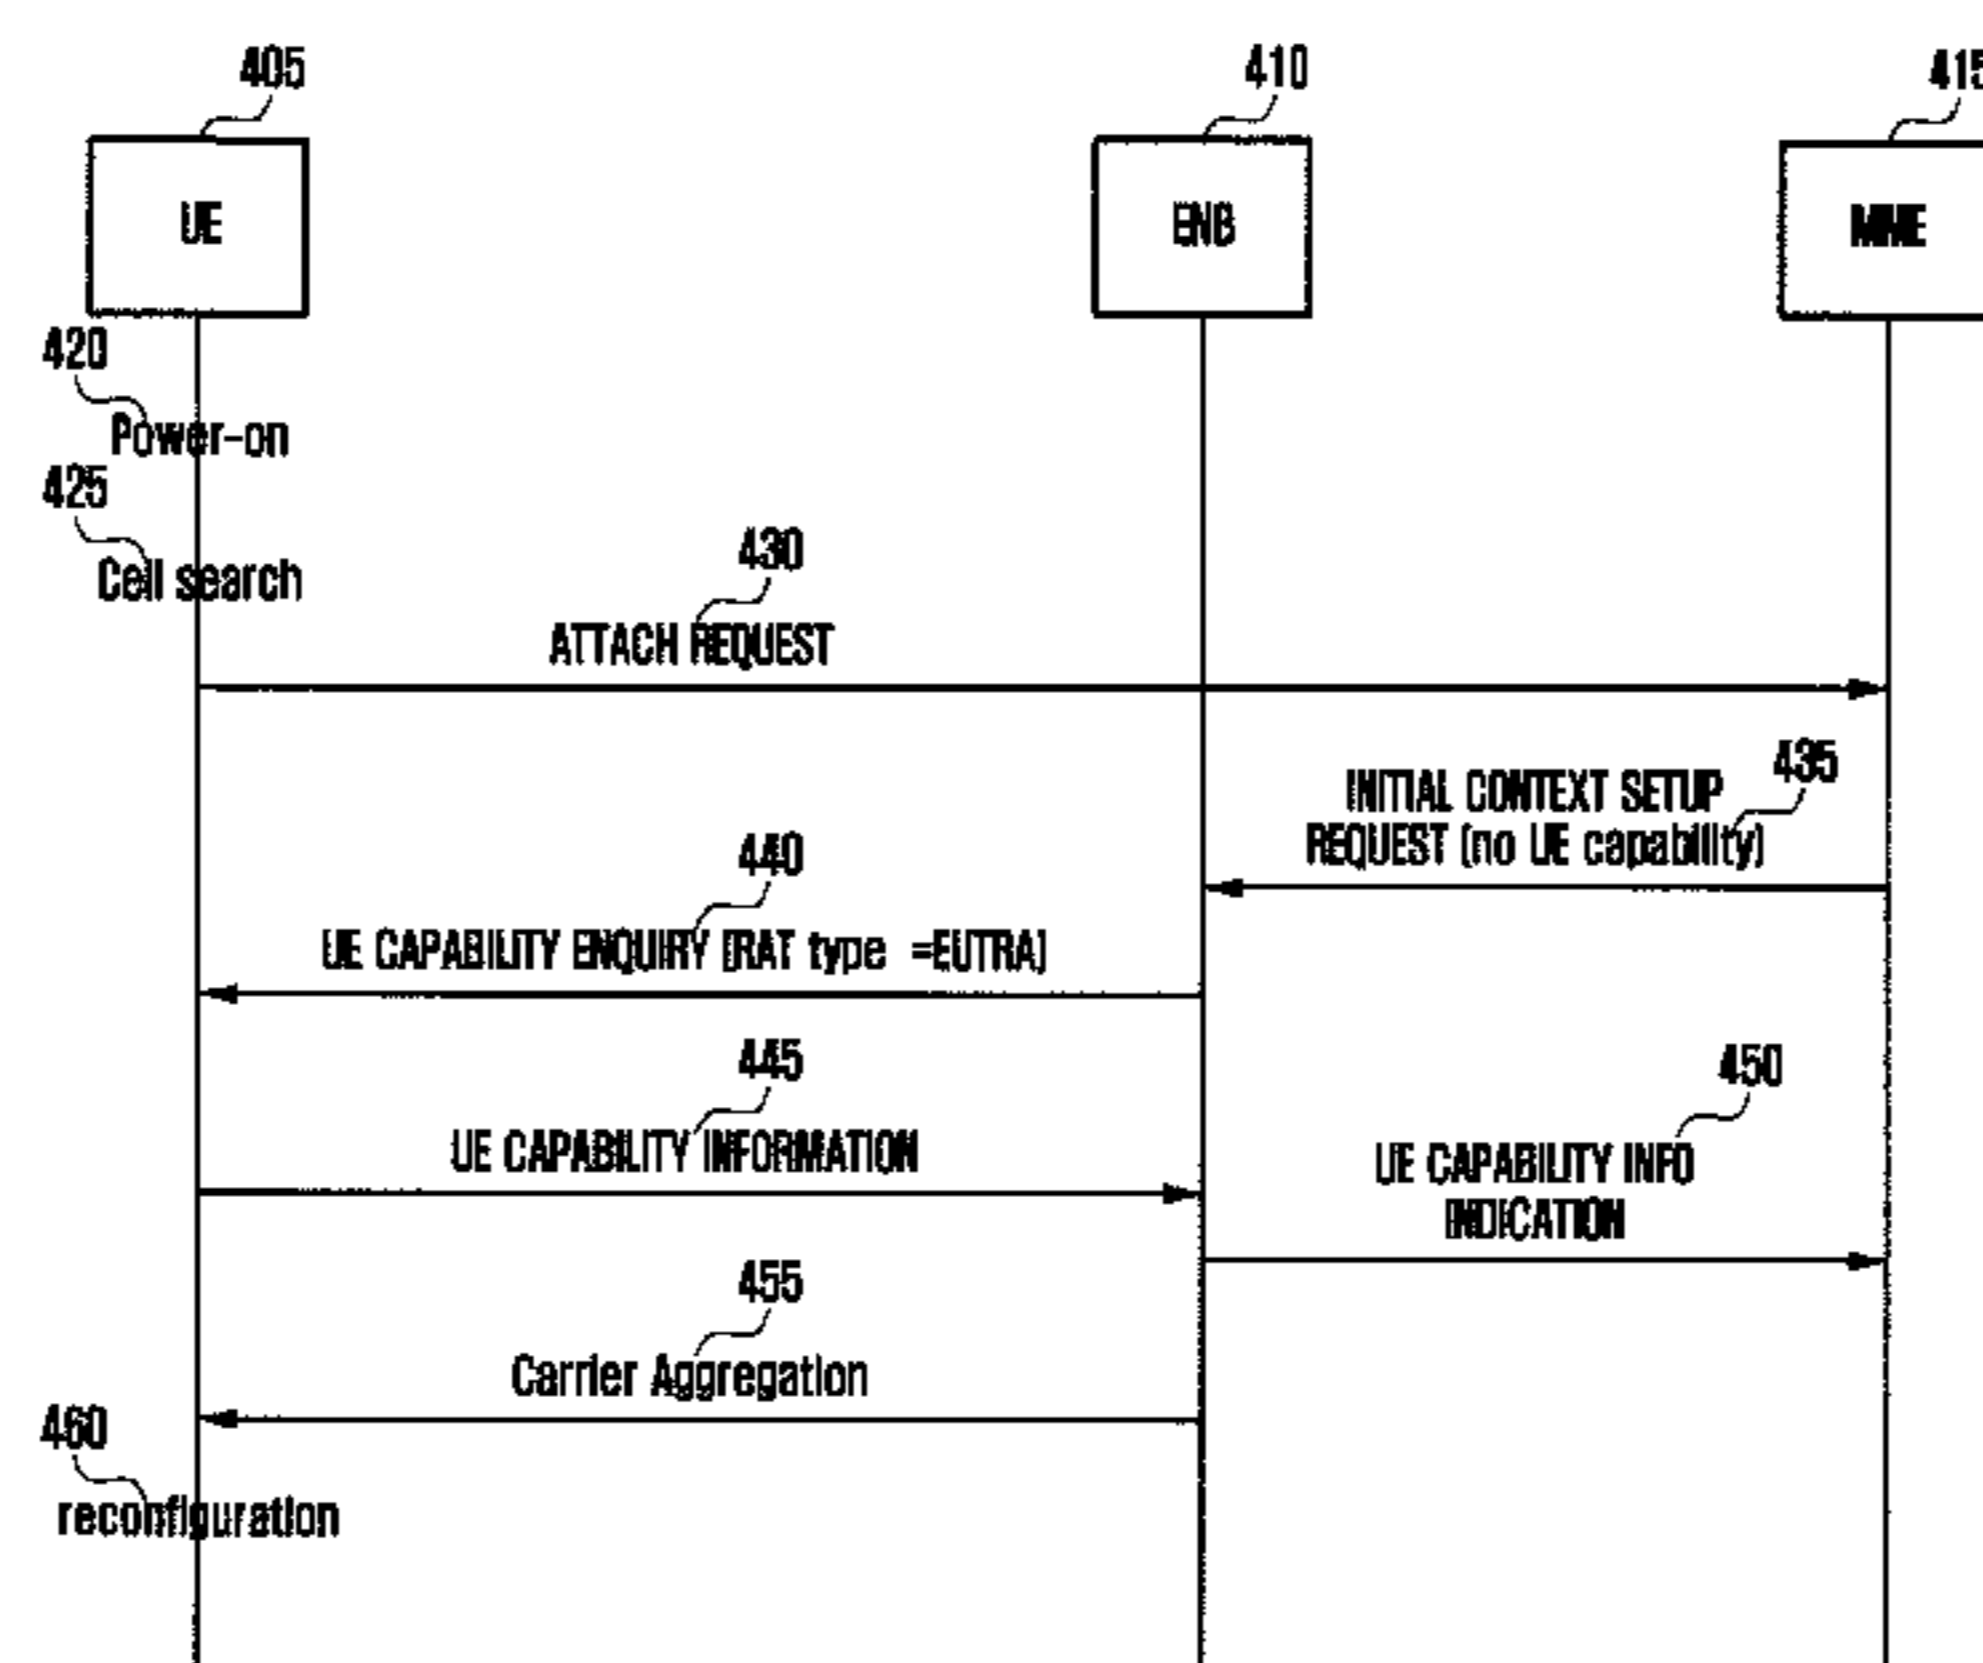 405
410
415
UE
ENB
MME
420
Power-on
425
Cell search
430
ATTACH REQUEST
435
INITIAL CONTEXT SETUP
REQUEST (no UE capability)
440
UE CAPABILITY ENQUIRY [RAT type =EUTRA]
445
UE CAPABILITY INFORMATION
450
UE CAPABILITY INFO
INDICATION
455
Carrier Aggregation
460
reconfiguration